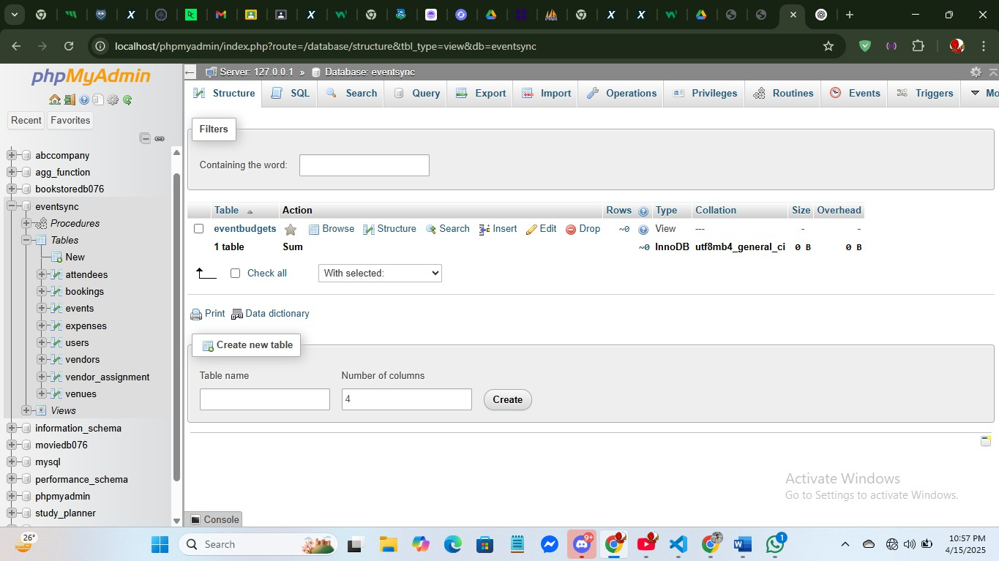 localhost/phpmyadmin/index.php?route=/database/structure&tbl_type=view&db=eventsync
phpMyAdmin
Recent Favorites
abccompany
agg_function
bookstoredb076
eventsync
Procedures
Tables
New
attendees
bookings
events
expenses
users
vendors
vendor_assignment
venues
Views
information_schema
moviedb076
mysql
performance_schema
phpmyadmin
study_planner
Server: 127.0.0.1 » Database: eventsync
Structure SQL Search Query Export Import Operations Privileges Routines Events Triggers Mo
Filters
Containing the word:
Table Action Rows Type Collation Size Overhead
eventbudgets Browse Structure Search Insert Edit Drop ~0 View --- - -
1 table Sum ~0 InnoDB utf8mb4_general_ci 0 B 0 B
Check all With selected:
Print Data dictionary
Create new table
Table name Number of columns
4 Create
Activate Windows
Go to Settings to activate Windows.
Console
26°
Search
9+
1
10:57 PM
4/15/2025